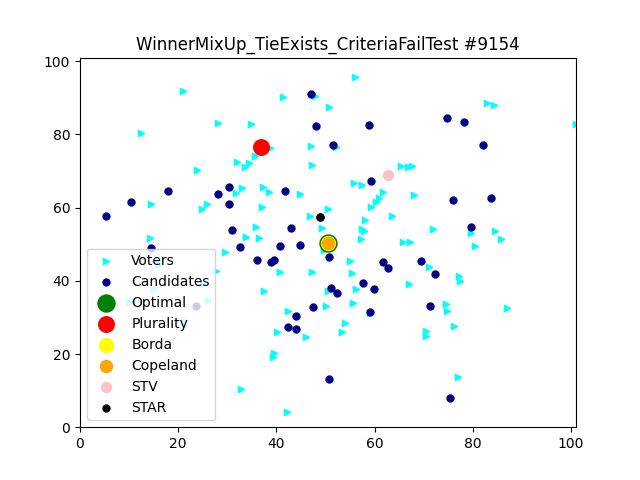 WinnerMixUp_TieExists_CriteriaFailTest #9154
100
80
60
40
20
0
Voters
Candidates
Optimal
Plurality
Borda
Copeland
STV
STAR
0 20 40 60 80 100